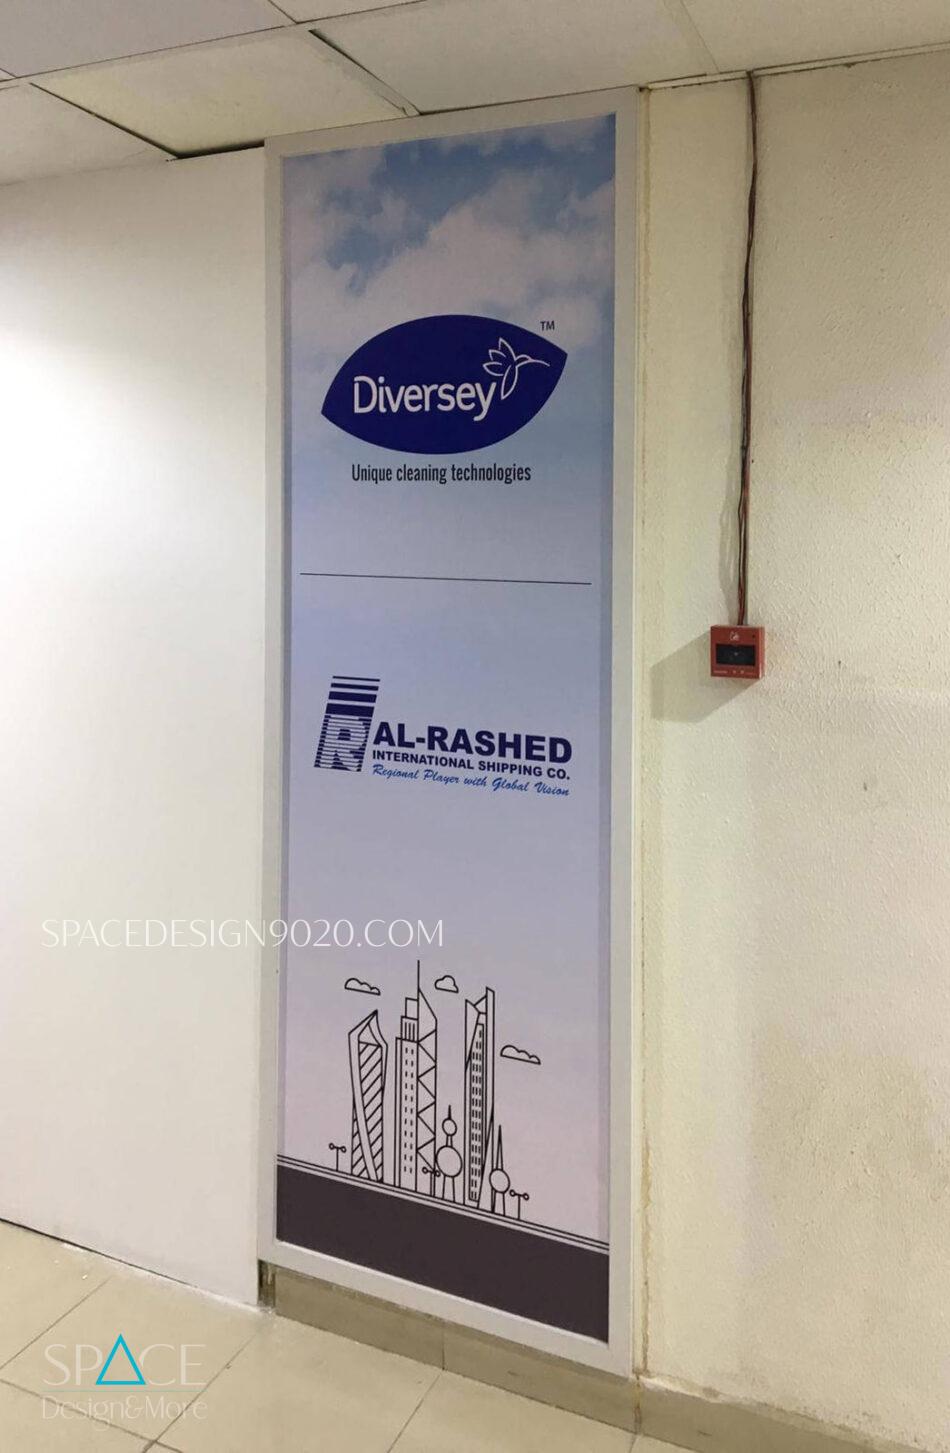 TM
Diversey
Unique cleaning technologies
R
AL-RASHED
INTERNATIONAL SHIPPING CO.
Regional Player with Global Vision
SPACEDESIGN9020.COM
SPACE
Design&More